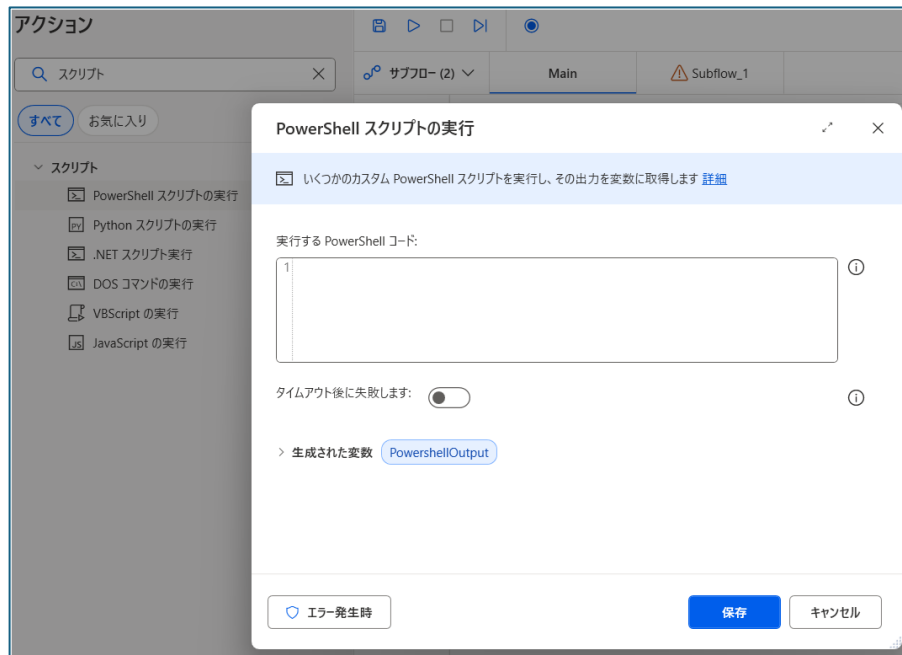 アクション
スクリプト
サブフロー (2)
Main
Subflow_1
すべて
お気に入り
スクリプト
PowerShell スクリプトの実行
PY Python スクリプトの実行
.NET スクリプト実行
C:\ DOS コマンドの実行
VBScript の実行
JS JavaScript の実行
PowerShell スクリプトの実行
いくつかのカスタム PowerShell スクリプトを実行し、その出力を変数に取得します 詳細
実行する PowerShell コード:
1
タイムアウト後に失敗します:
生成された変数 PowershellOutput
エラー発生時
保存
キャンセル